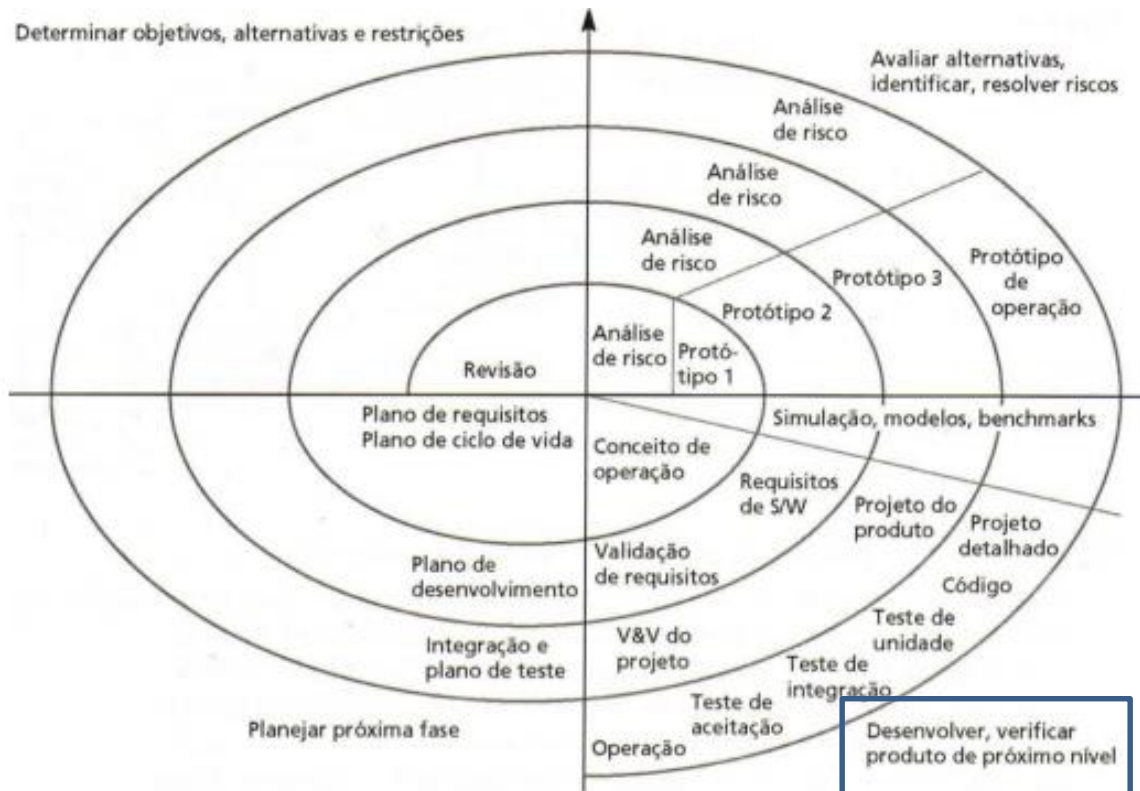 Determinar objetivos, alternativas e restrições
Avaliar alternativas,
identificar, resolver riscos
Análise
de risco
Análise
de risco
Análise
de risco
Protótipo
de
operação
Protótipo 3
Protótipo 2
Análise
de risco
Protó-
tipo 1
Revisão
Plano de requisitos
Plano de ciclo de vida
Simulação, modelos, benchmarks
Conceito de
operação
Requisitos
de S/W
Projeto do
produto
Projeto
detalhado
Plano de
desenvolvimento
Validação
de requisitos
Código
Teste de
unidade
Integração e
plano de teste
V&V do
projeto
Teste de
integração
Teste de
aceitação
Planejar próxima fase
Operação
Desenvolver, verificar
produto de próximo nível